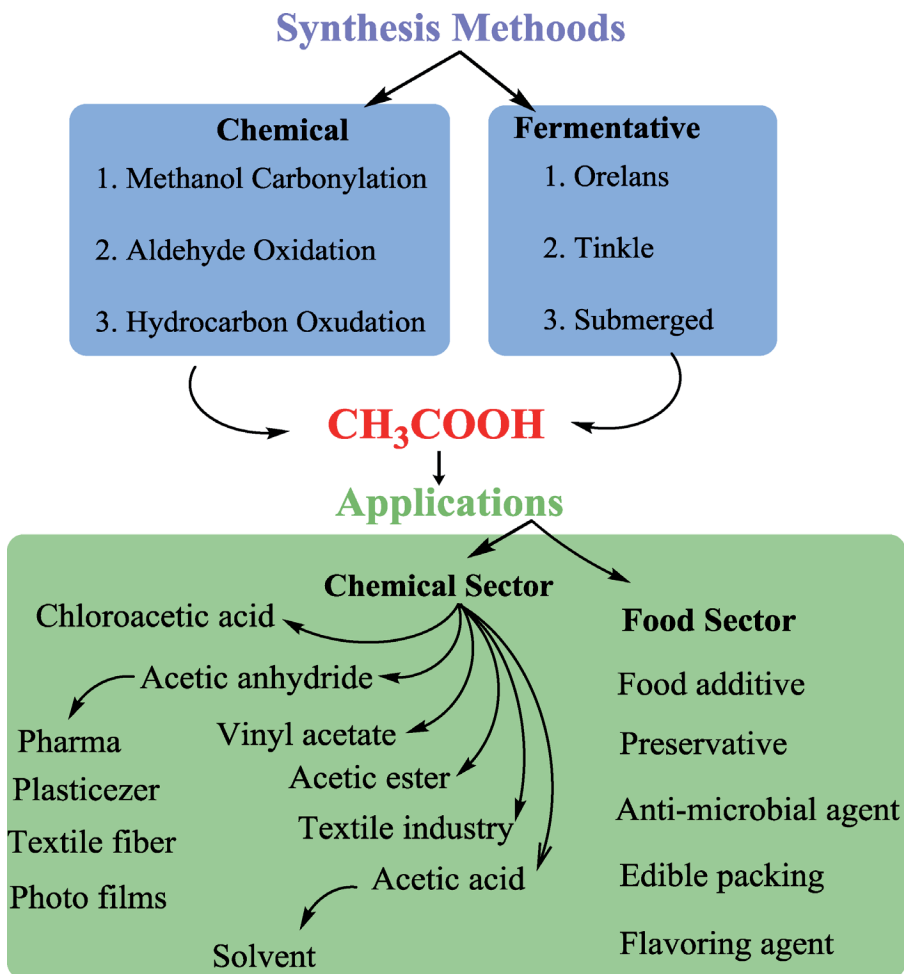 Synthesis Methoods
Chemical
1. Methanol Carbonylation
2. Aldehyde Oxidation
3. Hydrocarbon Oxudation
Fermentative
1. Orelans
2. Tinkle
3. Submerged
CH₃COOH
Applications
Chemical Sector
Chloroacetic acid
Acetic anhydride
Pharma
Plasticezer
Textile fiber
Photo films
Vinyl acetate
Acetic ester
Textile industry
Acetic acid
Solvent
Food Sector
Food additive
Preservative
Anti-microbial agent
Edible packing
Flavoring agent